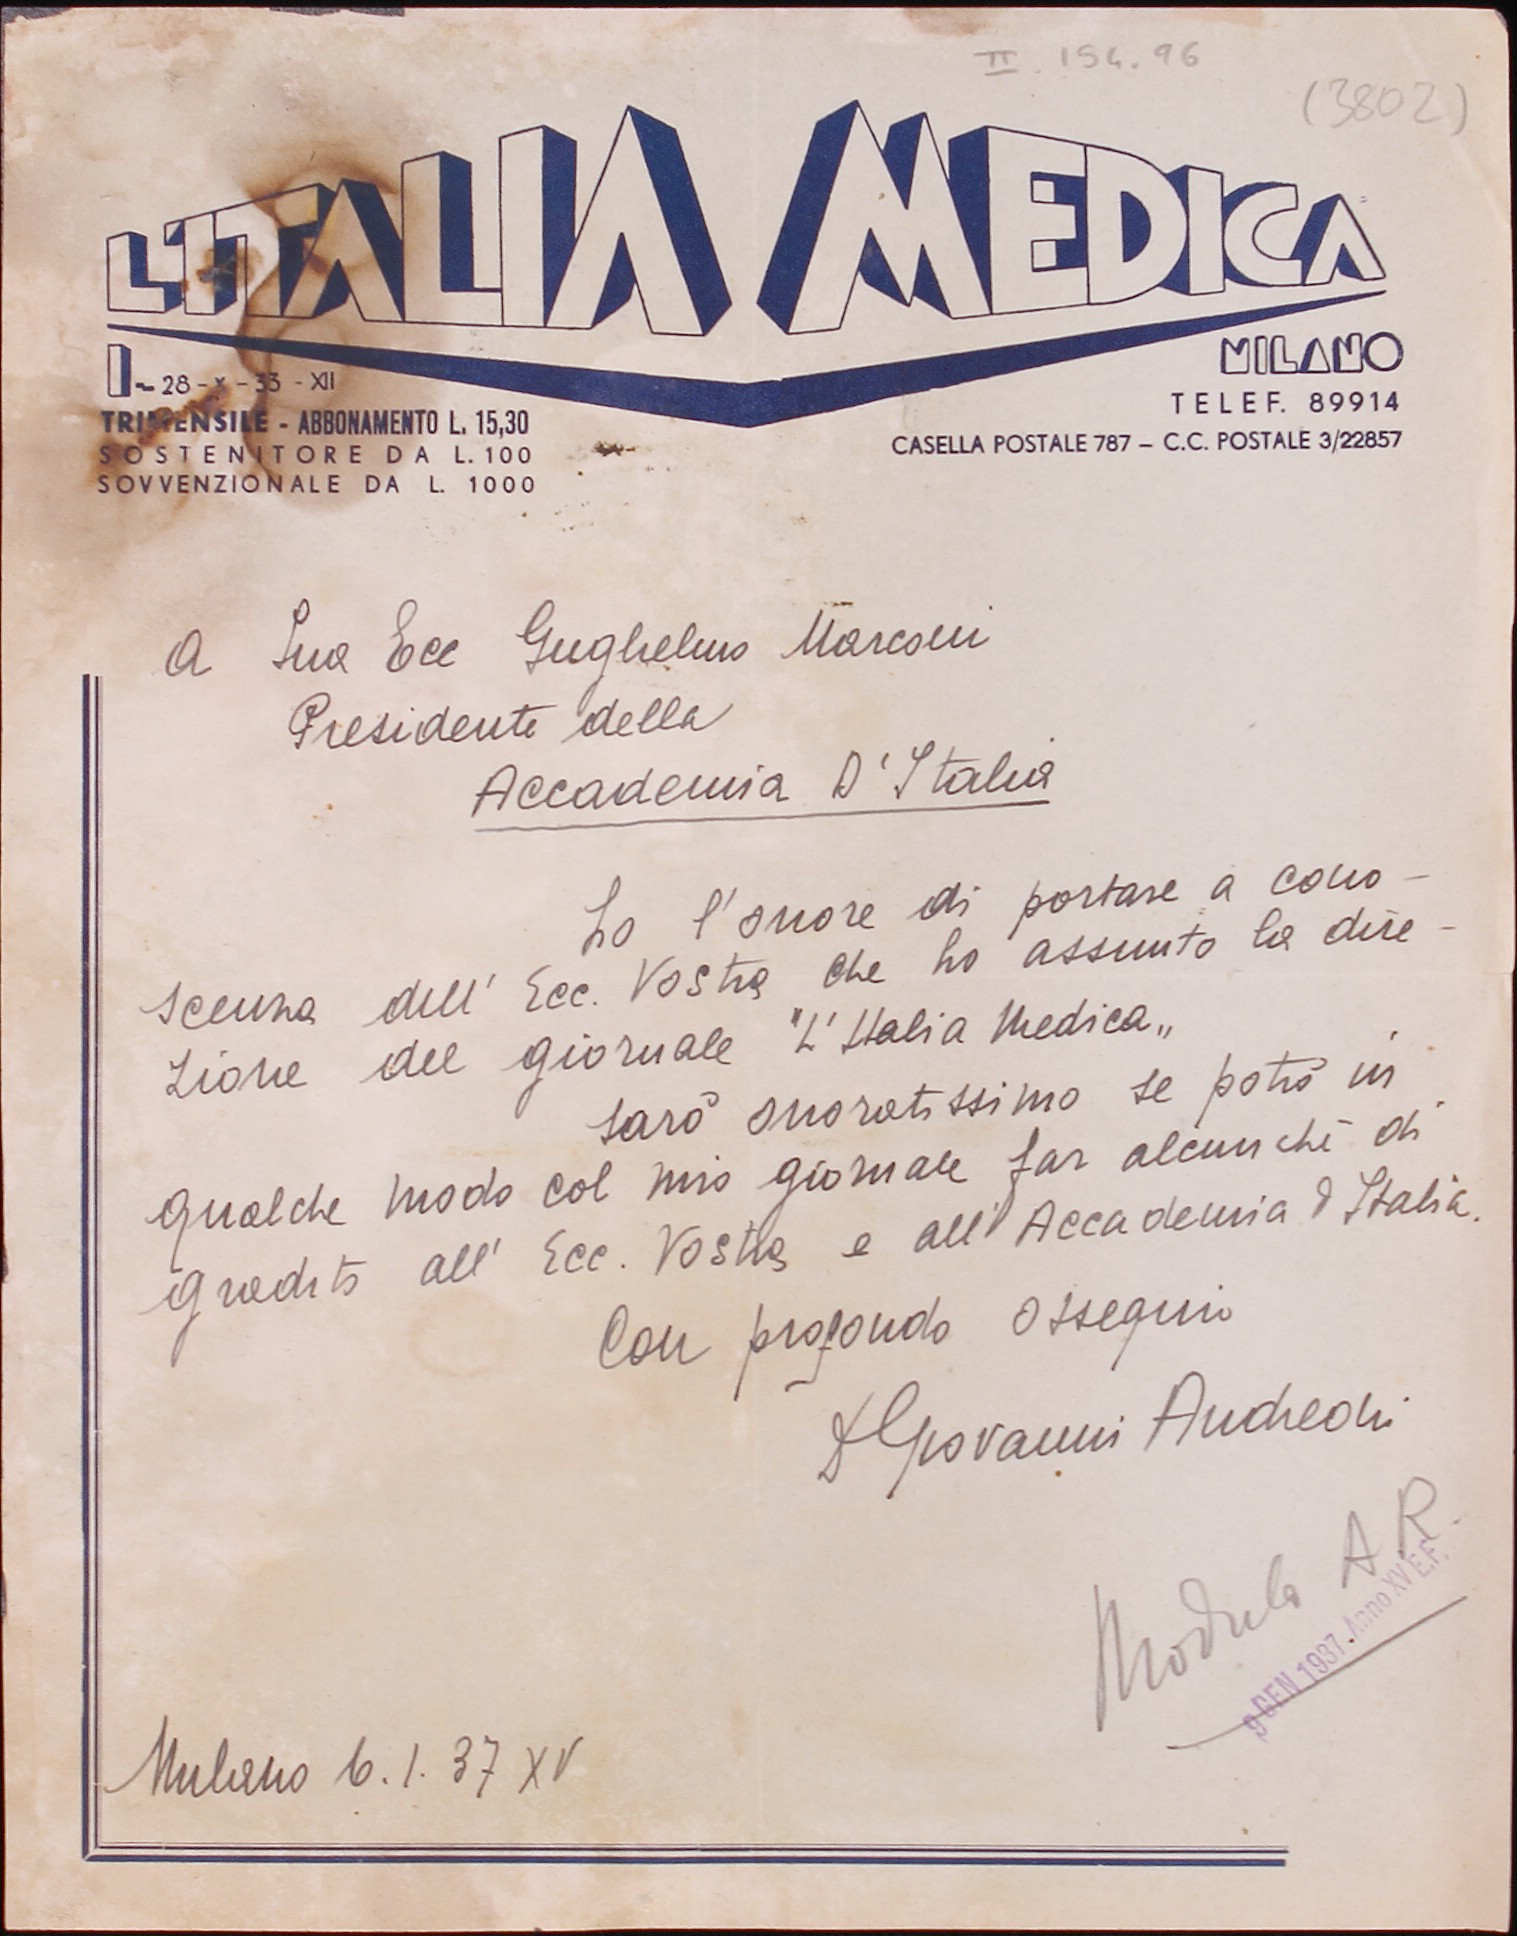 II 154.96
(3802)
L'ITALIA MEDICA
I - 28 - X - 33 - XII
TRIMENSILE - ABBONAMENTO L. 15,30
SOSTENITORE DA L. 100
SOVVENZIONALE DA L. 1000
MILANO
TELEF. 89914
CASELLA POSTALE 787 – C.C. POSTALE 3/22857
A Sua Ecc Guglielmo Marconi
Presidente della
Accademia D'Italia
Ho l'onore di portare a cono-
scenza dell' Ecc. Vostra che ho assunto la dire-
zione del giornale "L'Italia Medica„
Sarò onoratissimo se potrò in
qualche modo col mio giornale far alcunchè di
gradito all' Ecc. Vostra e all' Accademia d'Italia.
Con profondo ossequio
Giovanni Andreoli
Modulo A.R.
9 GEN 1937. Anno XV E.F.
Milano 6.1.37 XV